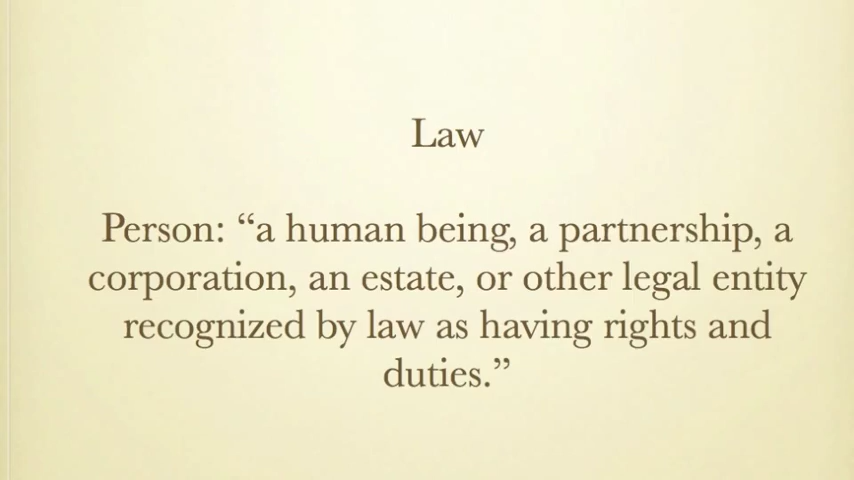 Law
Person: “a human being, a partnership, a
corporation, an estate, or other legal entity
recognized by law as having rights and
duties.”